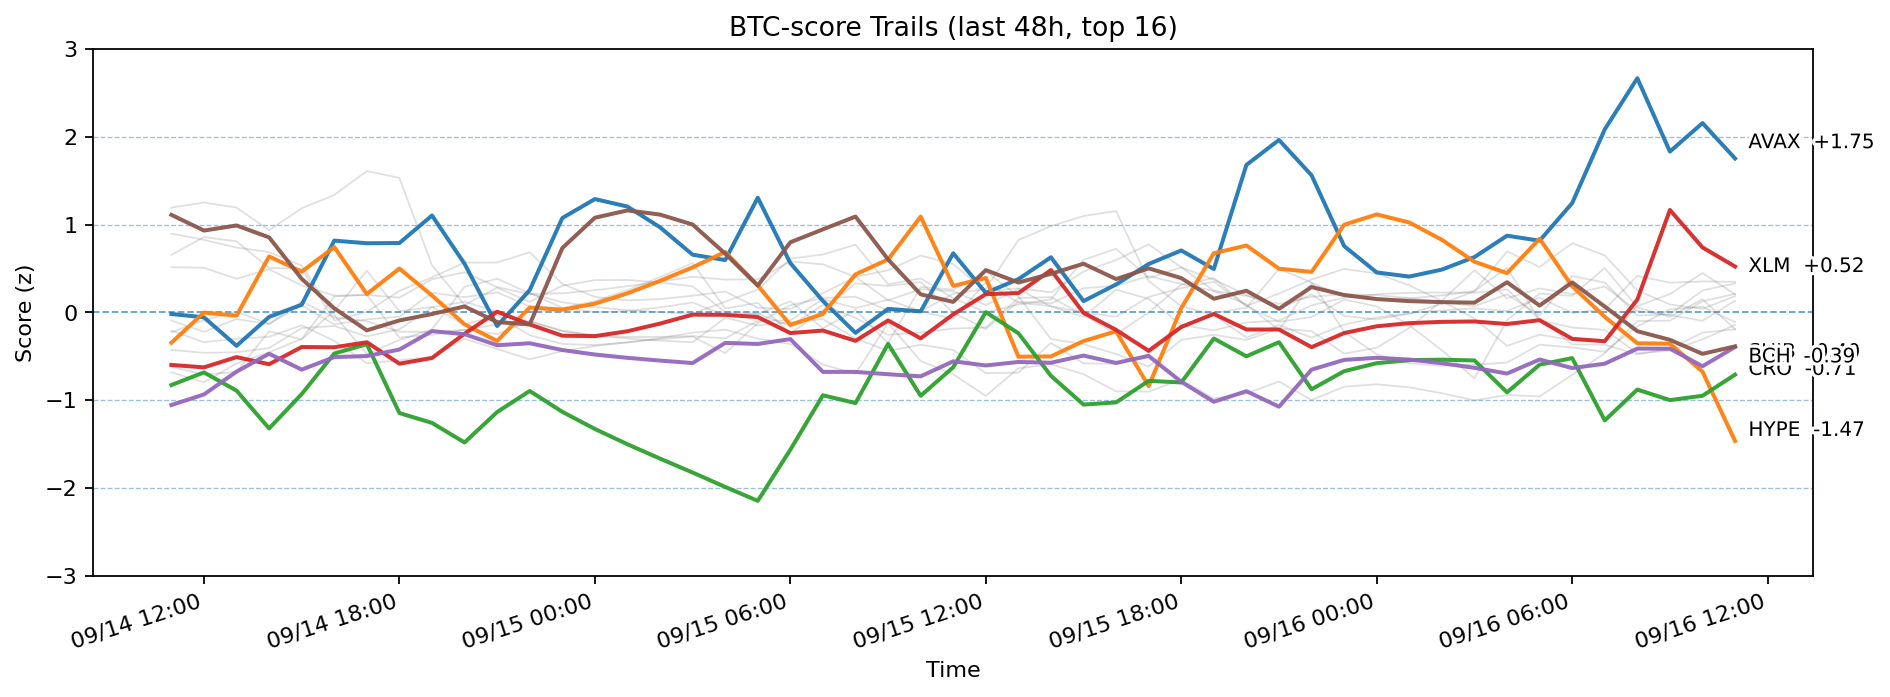 BTC-score Trails (last 48h, top 16)
Score (z)
3
2
1
0
−1
−2
−3
AVAX +1.75
XLM +0.52
BCH -0.39
CRO -0.71
HYPE -1.47
09/14 12:00
09/14 18:00
09/15 00:00
09/15 06:00
09/15 12:00
09/15 18:00
09/16 00:00
09/16 06:00
09/16 12:00
Time